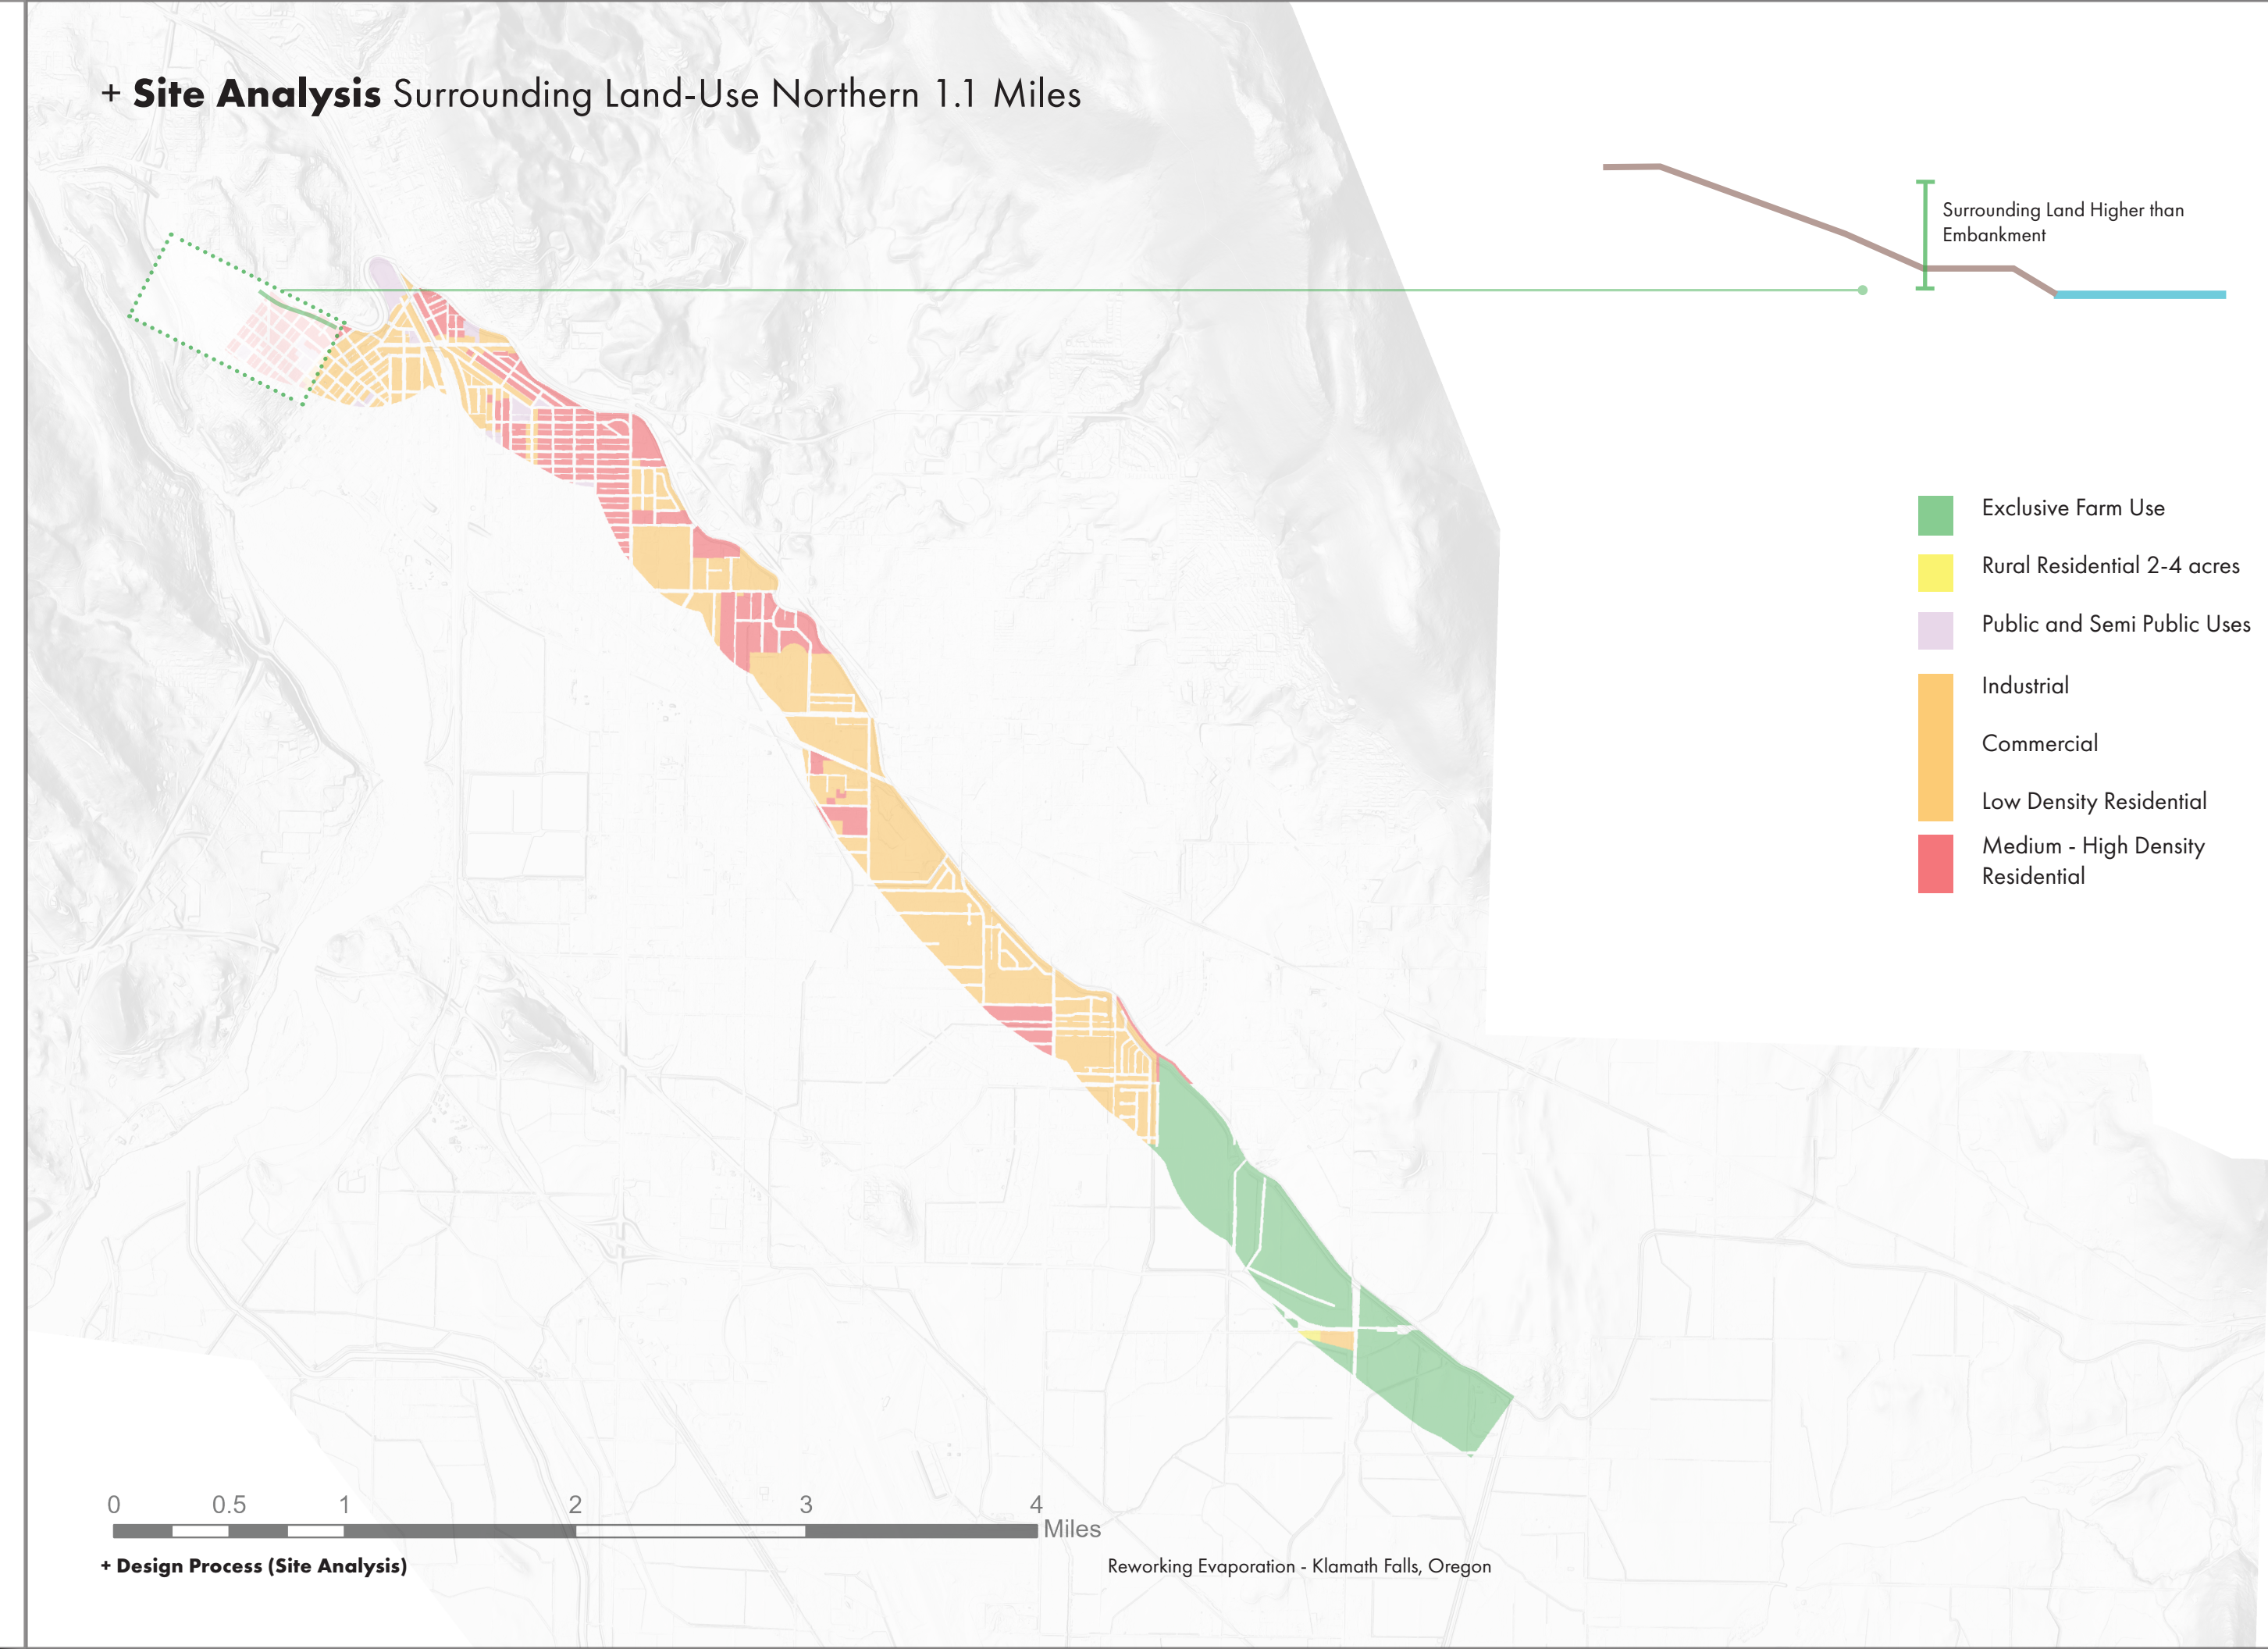 + Site Analysis Surrounding Land-Use Northern 1.1 Miles
Surrounding Land Higher than
Embankment
Exclusive Farm Use
Rural Residential 2-4 acres
Public and Semi Public Uses
Industrial
Commercial
Low Density Residential
Medium - High Density
Residential
0 0.5 1 2 3 4
Miles
+ Design Process (Site Analysis)
Reworking Evaporation - Klamath Falls, Oregon